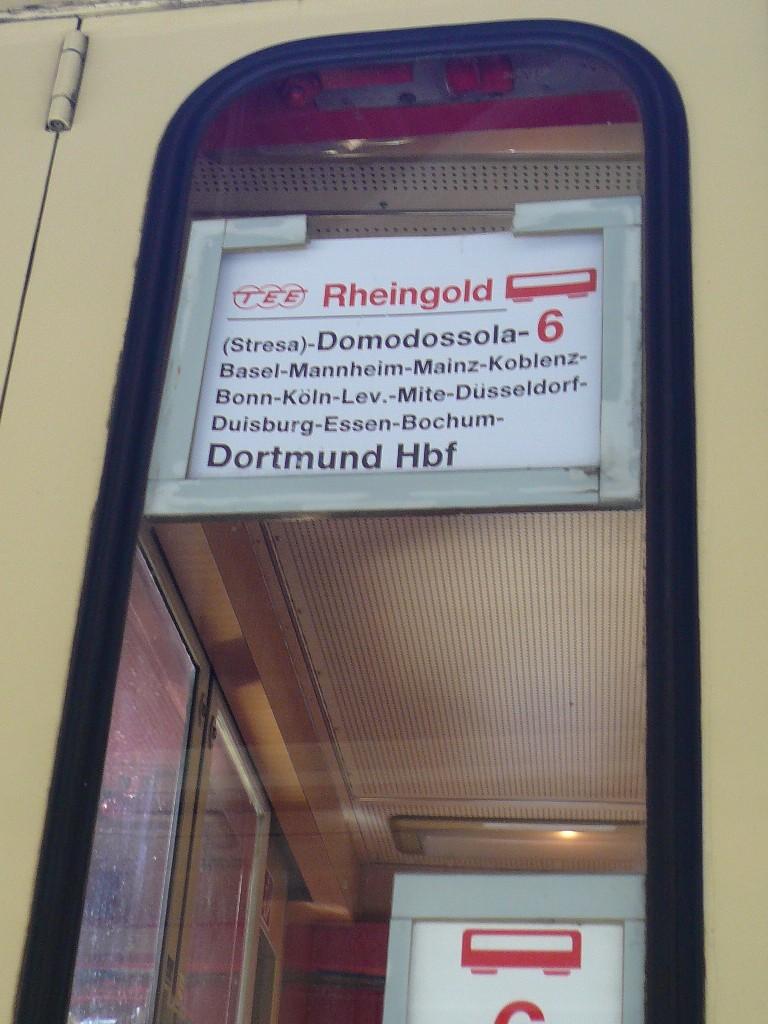 TEE Rheingold
(Stresa)-Domodossola- 6
Basel-Mannheim-Mainz-Koblenz-
Bonn-Köln-Lev.-Mite-Düsseldorf-
Duisburg-Essen-Bochum-
Dortmund Hbf